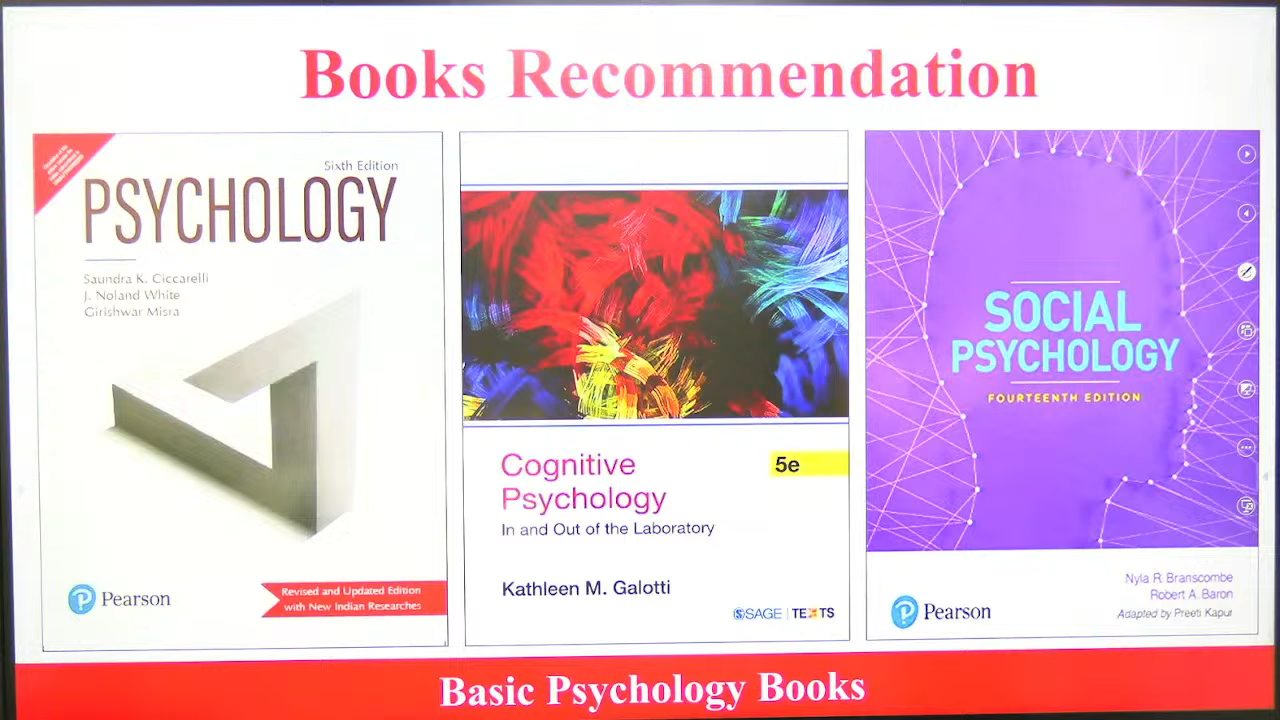 Books Recommendation
Sixth Edition
PSYCHOLOGY
Saundra K. Ciccarelli
J. Noland White
Girishwar Misra
Pearson
Revised and Updated Edition
with New Indian Researches
Cognitive
Psychology
5e
In and Out of the Laboratory
Kathleen M. Galotti
SAGE | TEXTS
SOCIAL
PSYCHOLOGY
FOURTEENTH EDITION
Nyla R. Branscombe
Robert A. Baron
Adapted by Preeti Kapur
Pearson
Basic Psychology Books